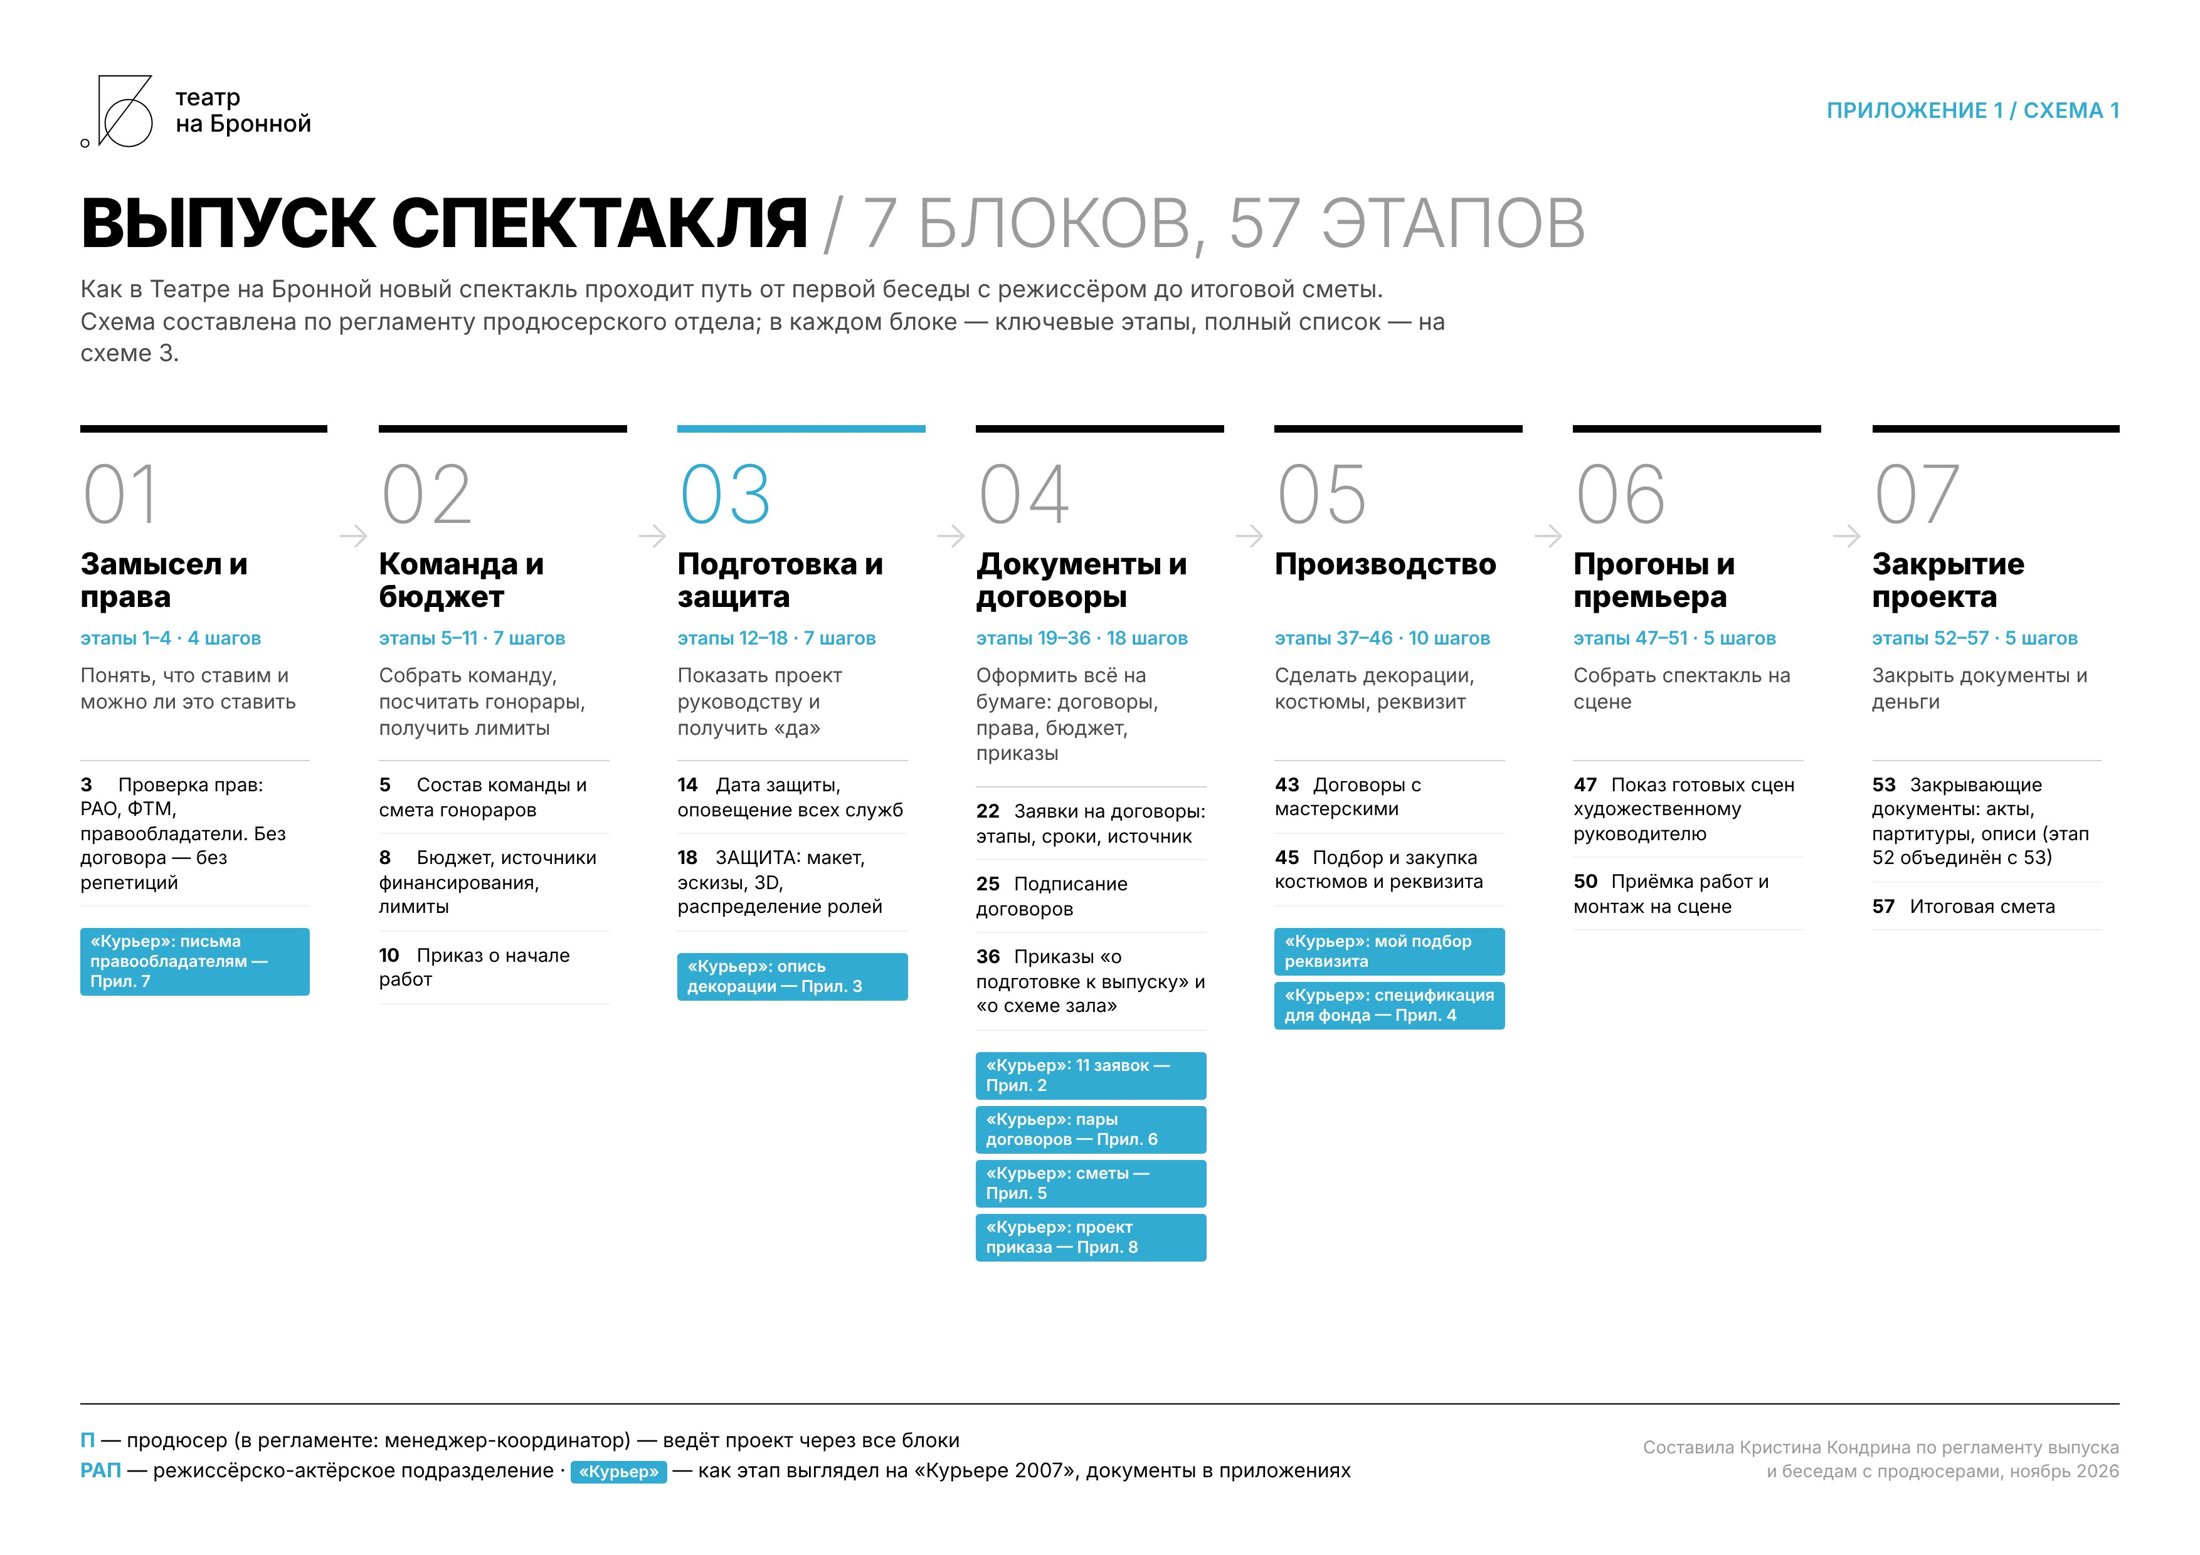 театр
на Бронной
ПРИЛОЖЕНИЕ 1 / СХЕМА 1
ВЫПУСК СПЕКТАКЛЯ / 7 БЛОКОВ, 57 ЭТАПОВ
Как в Театре на Бронной новый спектакль проходит путь от первой беседы с режиссёром до итоговой сметы.
Схема составлена по регламенту продюсерского отдела; в каждом блоке — ключевые этапы, полный список — на
схеме 3.
01
Замысел и
права
этапы 1–4 · 4 шагов
Понять, что ставим и
можно ли это ставить
3 Проверка прав:
РАО, ФТМ,
правообладатели. Без
договора — без
репетиций
«Курьер»: письма
правообладателям —
Прил. 7
→
02
Команда и
бюджет
этапы 5–11 · 7 шагов
Собрать команду,
посчитать гонорары,
получить лимиты
5 Состав команды и
смета гонораров
8 Бюджет, источники
финансирования,
лимиты
10 Приказ о начале
работ
→
03
Подготовка и
защита
этапы 12–18 · 7 шагов
Показать проект
руководству и
получить «да»
14 Дата защиты,
оповещение всех служб
18 ЗАЩИТА: макет,
эскизы, 3D,
распределение ролей
«Курьер»: опись
декорации — Прил. 3
→
04
Документы и
договоры
этапы 19–36 · 18 шагов
Оформить всё на
бумаге: договоры,
права, бюджет,
приказы
22 Заявки на договоры:
этапы, сроки, источник
25 Подписание
договоров
36 Приказы «о
подготовке к выпуску» и
«о схеме зала»
«Курьер»: 11 заявок —
Прил. 2
«Курьер»: пары
договоров — Прил. 6
«Курьер»: сметы —
Прил. 5
«Курьер»: проект
приказа — Прил. 8
→
05
Производство
этапы 37–46 · 10 шагов
Сделать декорации,
костюмы, реквизит
43 Договоры с
мастерскими
45 Подбор и закупка
костюмов и реквизита
«Курьер»: мой подбор
реквизита
«Курьер»: спецификация
для фонда — Прил. 4
→
06
Прогоны и
премьера
этапы 47–51 · 5 шагов
Собрать спектакль на
сцене
47 Показ готовых сцен
художественному
руководителю
50 Приёмка работ и
монтаж на сцене
→
07
Закрытие
проекта
этапы 52–57 · 5 шагов
Закрыть документы и
деньги
53 Закрывающие
документы: акты,
партитуры, описи (этап
52 объединён с 53)
57 Итоговая смета
П — продюсер (в регламенте: менеджер-координатор) — ведёт проект через все блоки
РАП — режиссёрско-актёрское подразделение · «Курьер» — как этап выглядел на «Курьере 2007», документы в приложениях
Составила Кристина Кондрина по регламенту выпуска
и беседам с продюсерами, ноябрь 2026